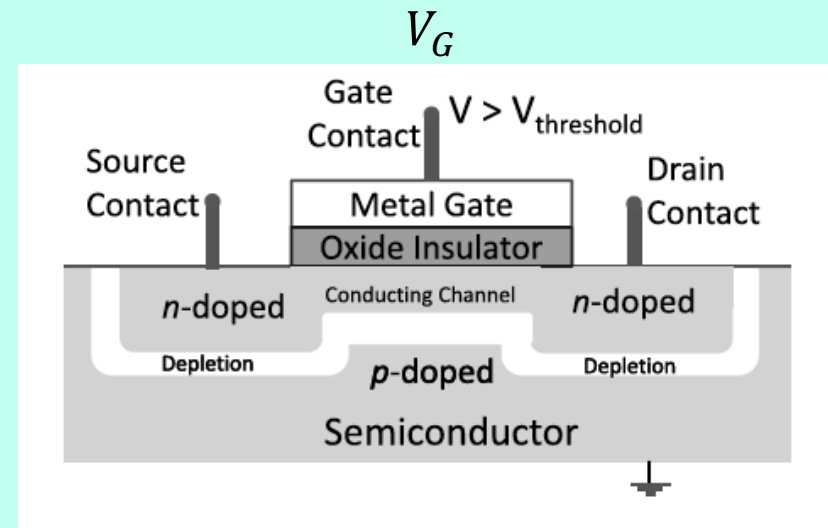 V_G
Gate
Contact
V > V_threshold
Source
Contact
Drain
Contact
Metal Gate
Oxide Insulator
n-doped
Conducting Channel
n-doped
Depletion
p-doped
Depletion
Semiconductor